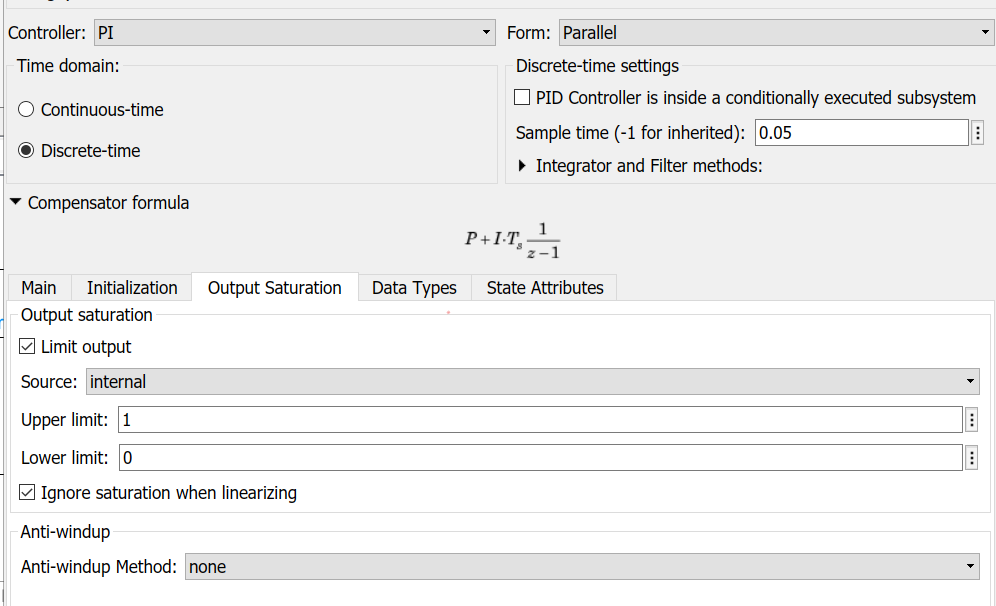 Controller: PI Form: Parallel
Time domain: Discrete-time settings
Continuous-time PID Controller is inside a conditionally executed subsystem
Sample time (-1 for inherited): 0.05
Discrete-time Integrator and Filter methods:
Compensator formula
P + I·Ts 1/(z−1)
Main Initialization Output Saturation Data Types State Attributes
Output saturation
Limit output
Source: internal
Upper limit: 1
Lower limit: 0
Ignore saturation when linearizing
Anti-windup
Anti-windup Method: none